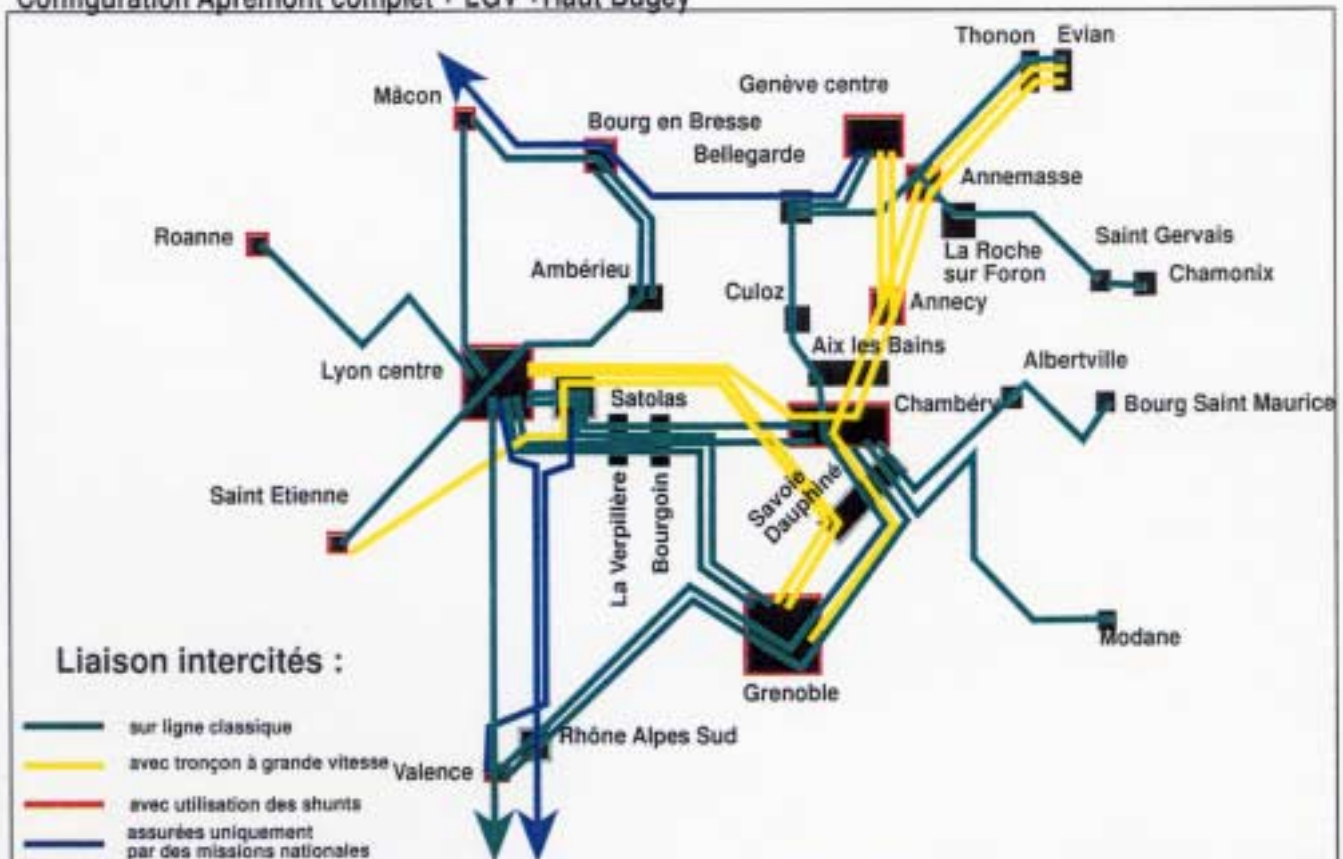 Configuration Apremont complet + LGV +Haut Bugey
Thonon Evian
Genève centre
Mâcon
Bourg en Bresse
Bellegarde
Annemasse
Roanne
Saint Gervais
La Roche
sur Foron
Chamonix
Ambérieu
Culoz
Annecy
Aix les Bains
Albertville
Lyon centre
Satolas
Chambéry
Bourg Saint Maurice
Savoie
Dauphiné
Saint Etienne
La Verpillère
Bourgoin
Modane
Grenoble
Liaison intercités :
sur ligne classique
Rhône Alpes Sud
avec tronçon à grande vitesse
Valence
avec utilisation des shunts
assurées uniquement
par des missions nationales